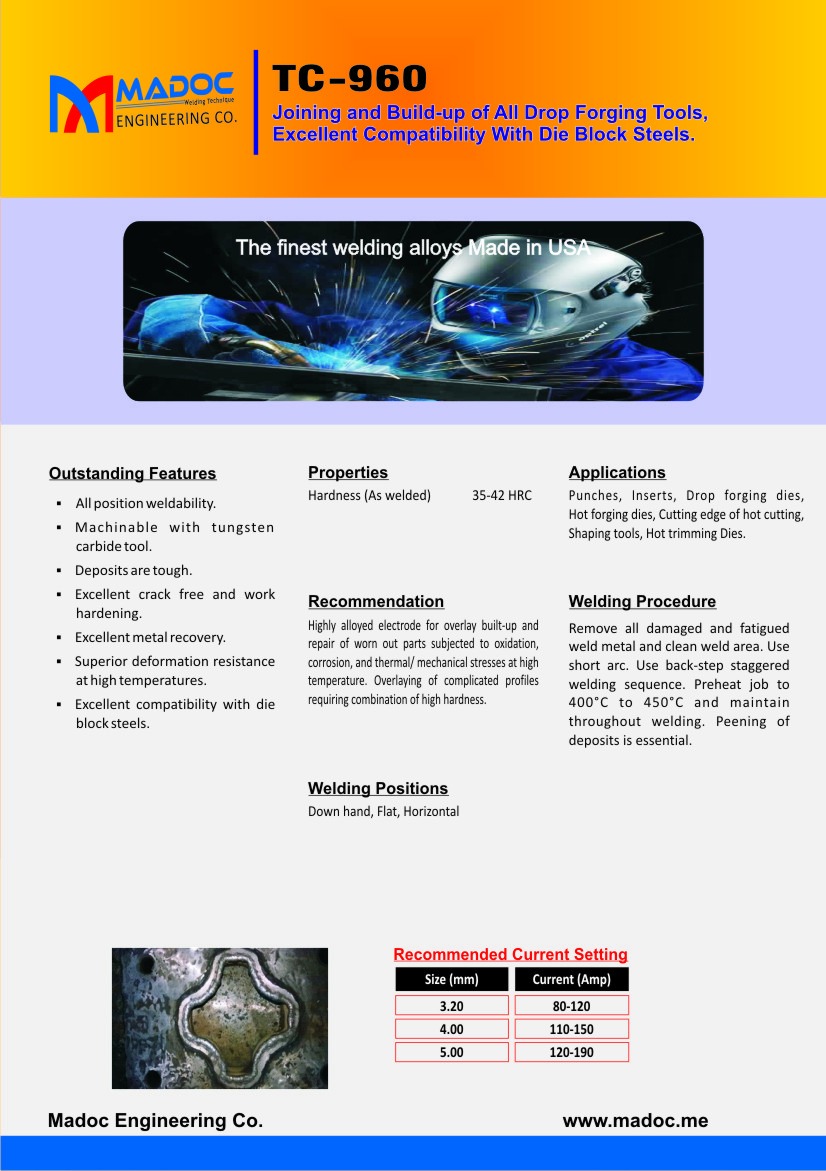 MADOC
Welding Technique
ENGINEERING CO.
TC-960
Joining and Build-up of All Drop Forging Tools,
Excellent Compatibility With Die Block Steels.
The finest welding alloys Made in USA
optrel
Outstanding Features
▪ All position weldability.
▪ Machinable with tungsten
carbide tool.
▪ Deposits are tough.
▪ Excellent crack free and work
hardening.
▪ Excellent metal recovery.
▪ Superior deformation resistance
at high temperatures.
▪ Excellent compatibility with die
block steels.
Properties
Hardness (As welded) 35-42 HRC
Recommendation
Highly alloyed electrode for overlay built-up and
repair of worn out parts subjected to oxidation,
corrosion, and thermal/ mechanical stresses at high
temperature. Overlaying of complicated profiles
requiring combination of high hardness.
Welding Positions
Down hand, Flat, Horizontal
Applications
Punches, Inserts, Drop forging dies,
Hot forging dies, Cutting edge of hot cutting,
Shaping tools, Hot trimming Dies.
Welding Procedure
Remove all damaged and fatigued
weld metal and clean weld area. Use
short arc. Use back-step staggered
welding sequence. Preheat job to
400°C to 450°C and maintain
throughout welding. Peening of
deposits is essential.
Recommended Current Setting
Size (mm) Current (Amp)
3.20 80-120
4.00 110-150
5.00 120-190
Madoc Engineering Co. www.madoc.me